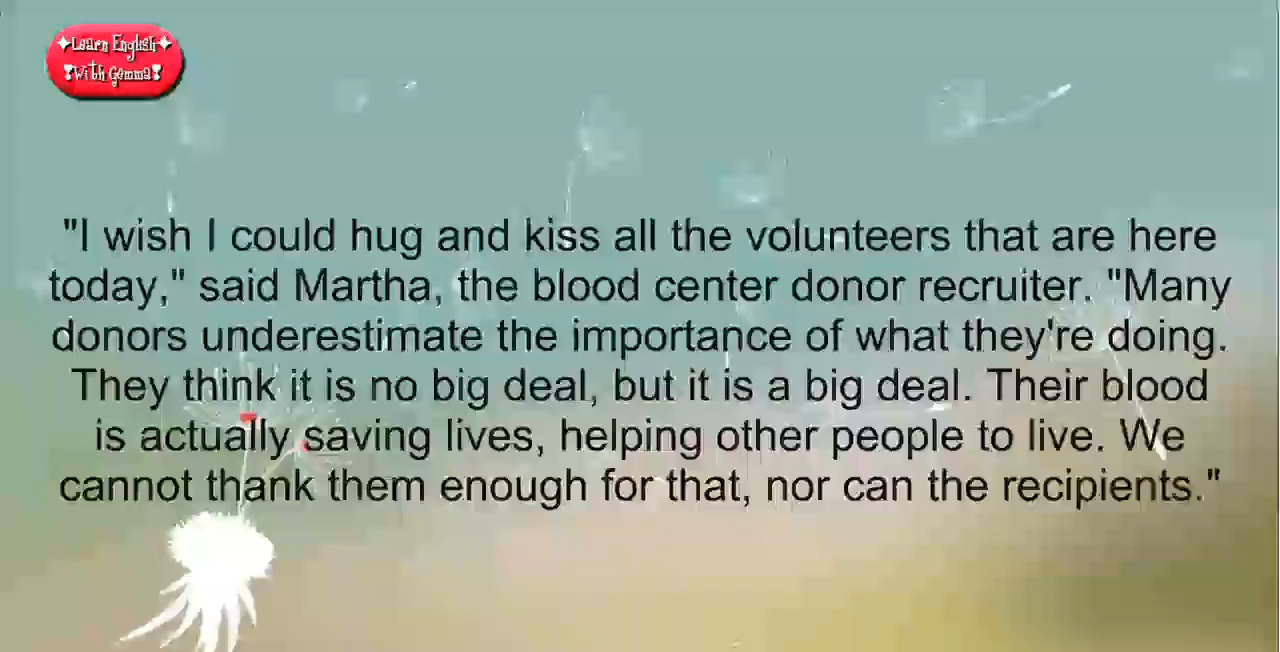 ✦Learn English✦
❣With Gemma❣
"I wish I could hug and kiss all the volunteers that are here
today," said Martha, the blood center donor recruiter. "Many
donors underestimate the importance of what they're doing.
They think it is no big deal, but it is a big deal. Their blood
is actually saving lives, helping other people to live. We
cannot thank them enough for that, nor can the recipients."